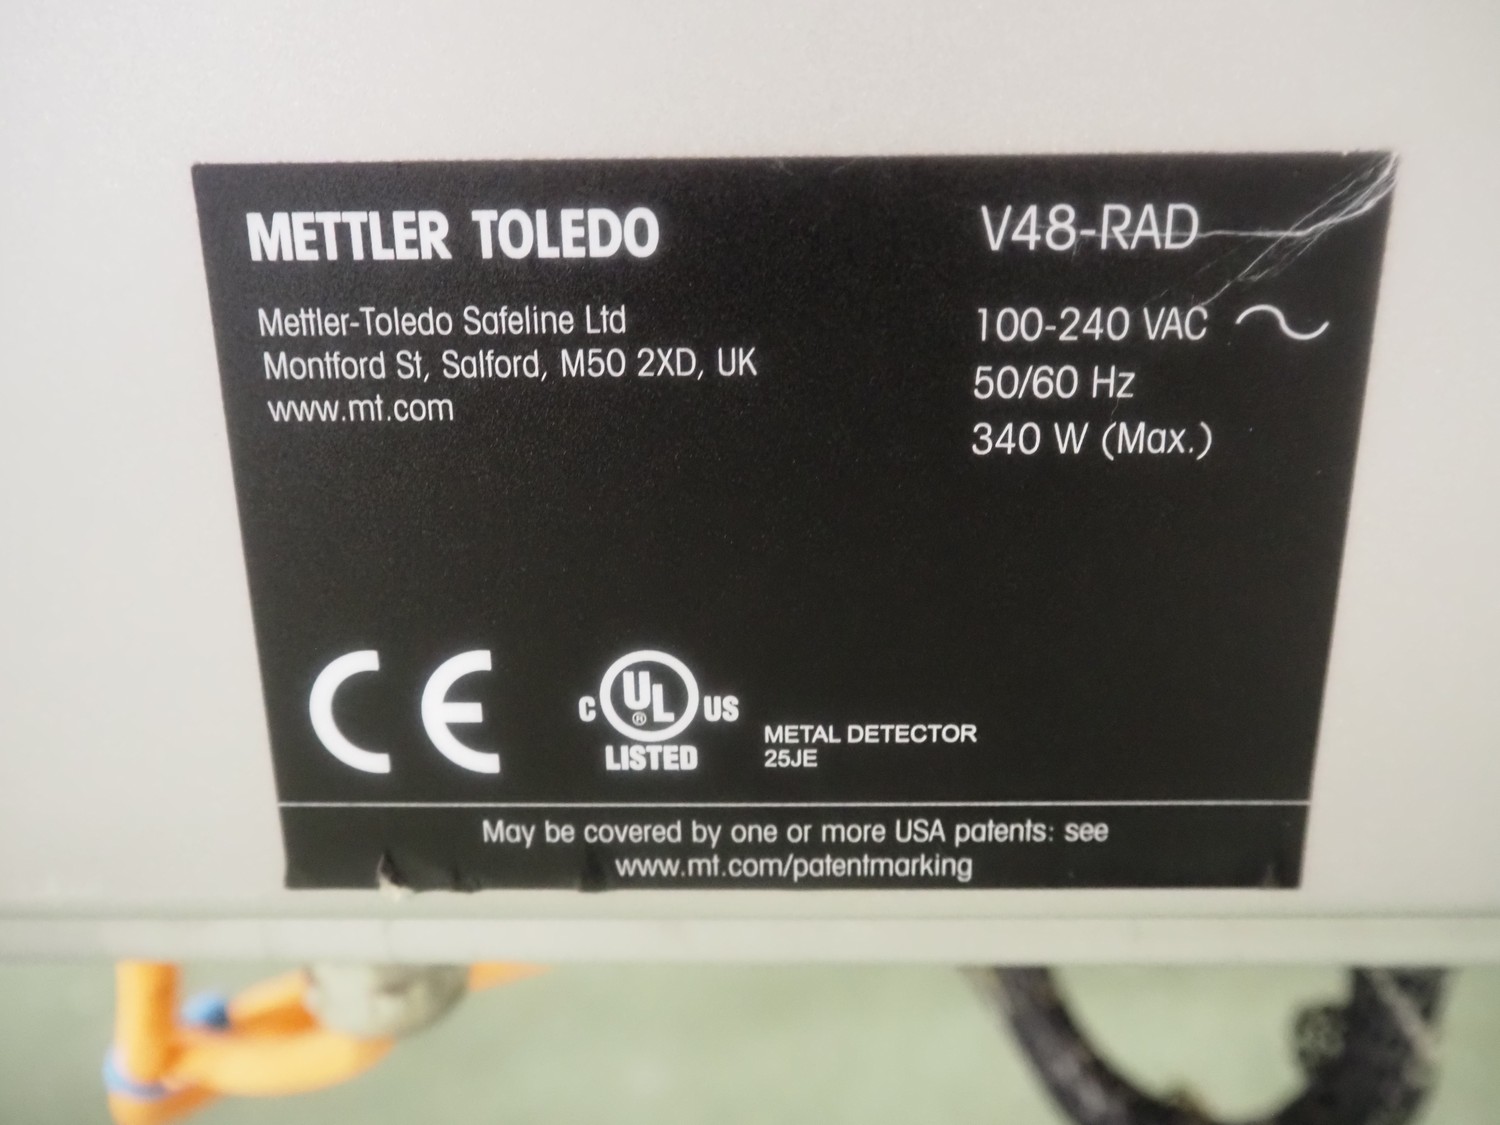 METTLER TOLEDO
Mettler-Toledo Safeline Ltd
Montford St, Salford, M50 2XD, UK
www.mt.com
V48-RAD
100-240 VAC
50/60 Hz
340 W (Max.)
CE
C UL ® US
LISTED
METAL DETECTOR
25JE
May be covered by one or more USA patents: see
www.mt.com/patentmarking